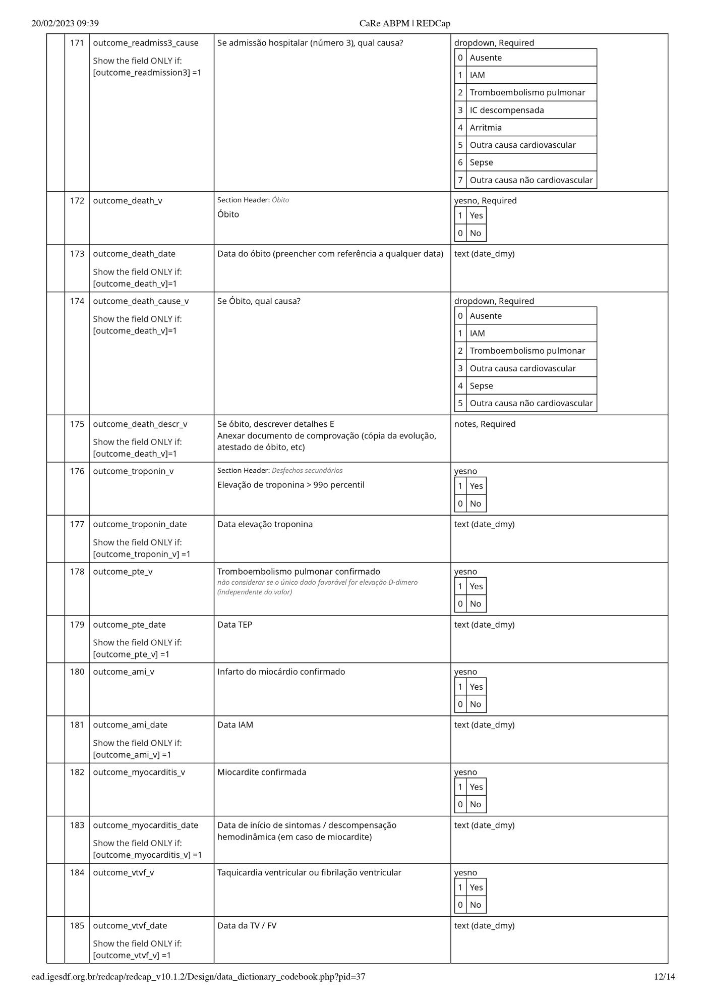 20/02/2023 09:39
CaRe ABPM | REDCap
171 outcome_readmiss3_cause Se admissão hospitalar (número 3), qual causa? dropdown, Required
Show the field ONLY if:
[outcome_readmission3] =1
0 Ausente
1 IAM
2 Tromboembolismo pulmonar
3 IC descompensada
4 Arritmia
5 Outra causa cardiovascular
6 Sepse
7 Outra causa não cardiovascular
172 outcome_death_v Section Header: Óbito
Óbito
yesno, Required
1 Yes
0 No
173 outcome_death_date Data do óbito (preencher com referência a qualquer data) text (date_dmy)
Show the field ONLY if:
[outcome_death_v]=1
174 outcome_death_cause_v Se Óbito, qual causa? dropdown, Required
Show the field ONLY if:
[outcome_death_v]=1
0 Ausente
1 IAM
2 Tromboembolismo pulmonar
3 Outra causa cardiovascular
4 Sepse
5 Outra causa não cardiovascular
175 outcome_death_descr_v
Show the field ONLY if:
[outcome_death_v]=1
Se óbito, descrever detalhes E
Anexar documento de comprovação (cópia da evolução,
atestado de óbito, etc)
notes, Required
176 outcome_troponin_v Section Header: Desfechos secundários
Elevação de troponina > 99o percentil
yesno
1 Yes
0 No
177 outcome_troponin_date Data elevação troponina text (date_dmy)
Show the field ONLY if:
[outcome_troponin_v] =1
178 outcome_pte_v Tromboembolismo pulmonar confirmado
não considerar se o único dado favorável for elevação D-dimero
(independente do valor)
yesno
1 Yes
0 No
179 outcome_pte_date Data TEP text (date_dmy)
Show the field ONLY if:
[outcome_pte_v] =1
180 outcome_ami_v Infarto do miocárdio confirmado yesno
1 Yes
0 No
181 outcome_ami_date Data IAM text (date_dmy)
Show the field ONLY if:
[outcome_ami_v] =1
182 outcome_myocarditis_v Miocardite confirmada yesno
1 Yes
0 No
183 outcome_myocarditis_date
Show the field ONLY if:
[outcome_myocarditis_v] =1
Data de início de sintomas / descompensação
hemodinâmica (em caso de miocardite)
text (date_dmy)
184 outcome_vtvf_v Taquicardia ventricular ou fibrilação ventricular yesno
1 Yes
0 No
185 outcome_vtvf_date Data da TV / FV text (date_dmy)
Show the field ONLY if:
[outcome_vtvf_v] =1
ead.igesdf.org.br/redcap/redcap_v10.1.2/Design/data_dictionary_codebook.php?pid=37
12/14